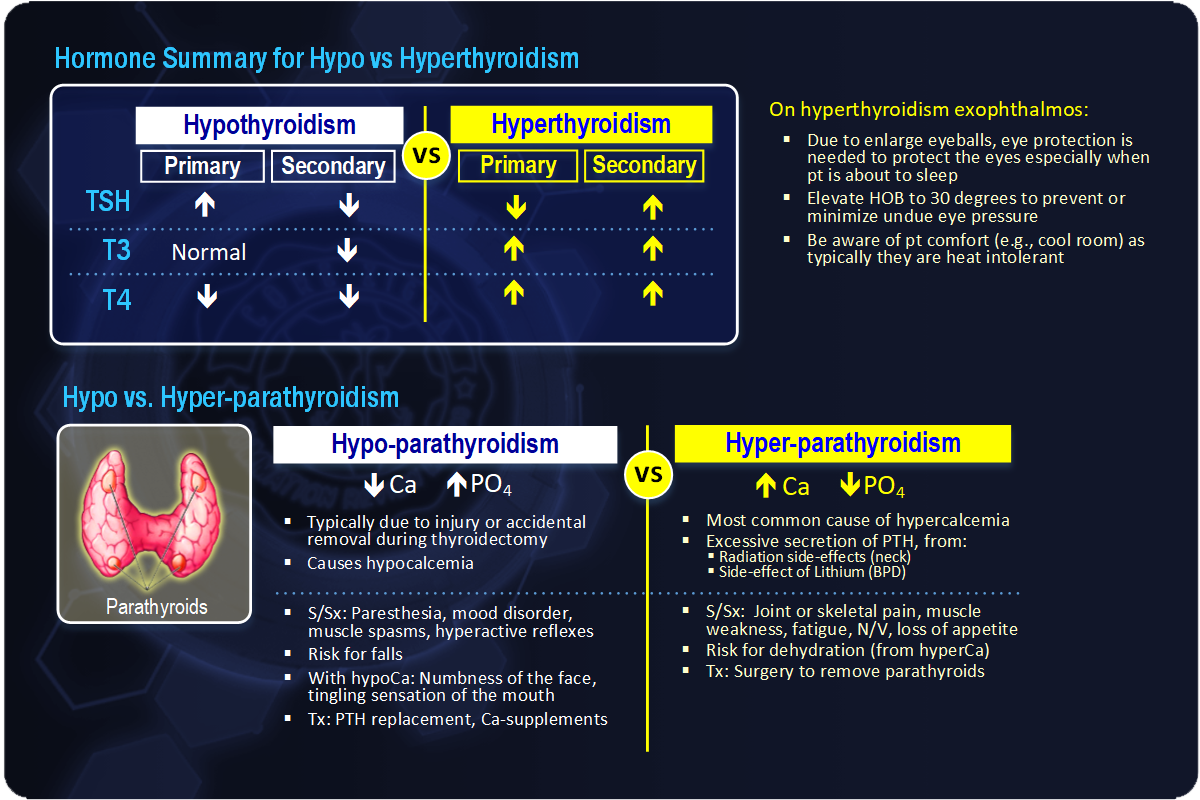 Hormone Summary for Hypo vs Hyperthyroidism
Hypothyroidism
VS
Hyperthyroidism
Primary
Secondary
Primary
Secondary
TSH ↑ ↓ ↓ ↑
T3 Normal ↓ ↑ ↑
T4 ↓ ↓ ↑ ↑
On hyperthyroidism exophthalmos:
▪ Due to enlarge eyeballs, eye protection is
needed to protect the eyes especially when
pt is about to sleep
▪ Elevate HOB to 30 degrees to prevent or
minimize undue eye pressure
▪ Be aware of pt comfort (e.g., cool room) as
typically they are heat intolerant
Hypo vs. Hyper-parathyroidism
Parathyroids
Hypo-parathyroidism
↓ Ca ↑ PO₄
▪ Typically due to injury or accidental
removal during thyroidectomy
▪ Causes hypocalcemia
▪ S/Sx: Paresthesia, mood disorder,
muscle spasms, hyperactive reflexes
▪ Risk for falls
▪ With hypoCa: Numbness of the face,
tingling sensation of the mouth
▪ Tx: PTH replacement, Ca-supplements
VS
Hyper-parathyroidism
↑ Ca ↓ PO₄
▪ Most common cause of hypercalcemia
▪ Excessive secretion of PTH, from:
▪ Radiation side-effects (neck)
▪ Side-effect of Lithium (BPD)
▪ S/Sx: Joint or skeletal pain, muscle
weakness, fatigue, N/V, loss of appetite
▪ Risk for dehydration (from hyperCa)
▪ Tx: Surgery to remove parathyroids